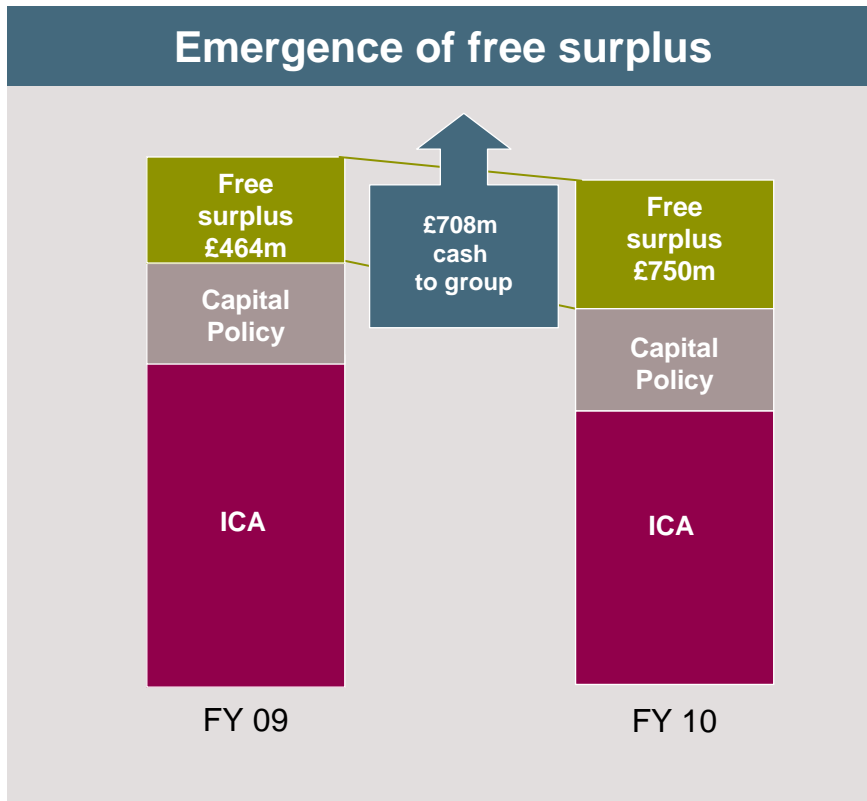 Emergence of free surplus
Free
surplus
£464m
Capital
Policy
ICA
FY 09
£708m
cash
to group
Free
surplus
£750m
Capital
Policy
ICA
FY 10